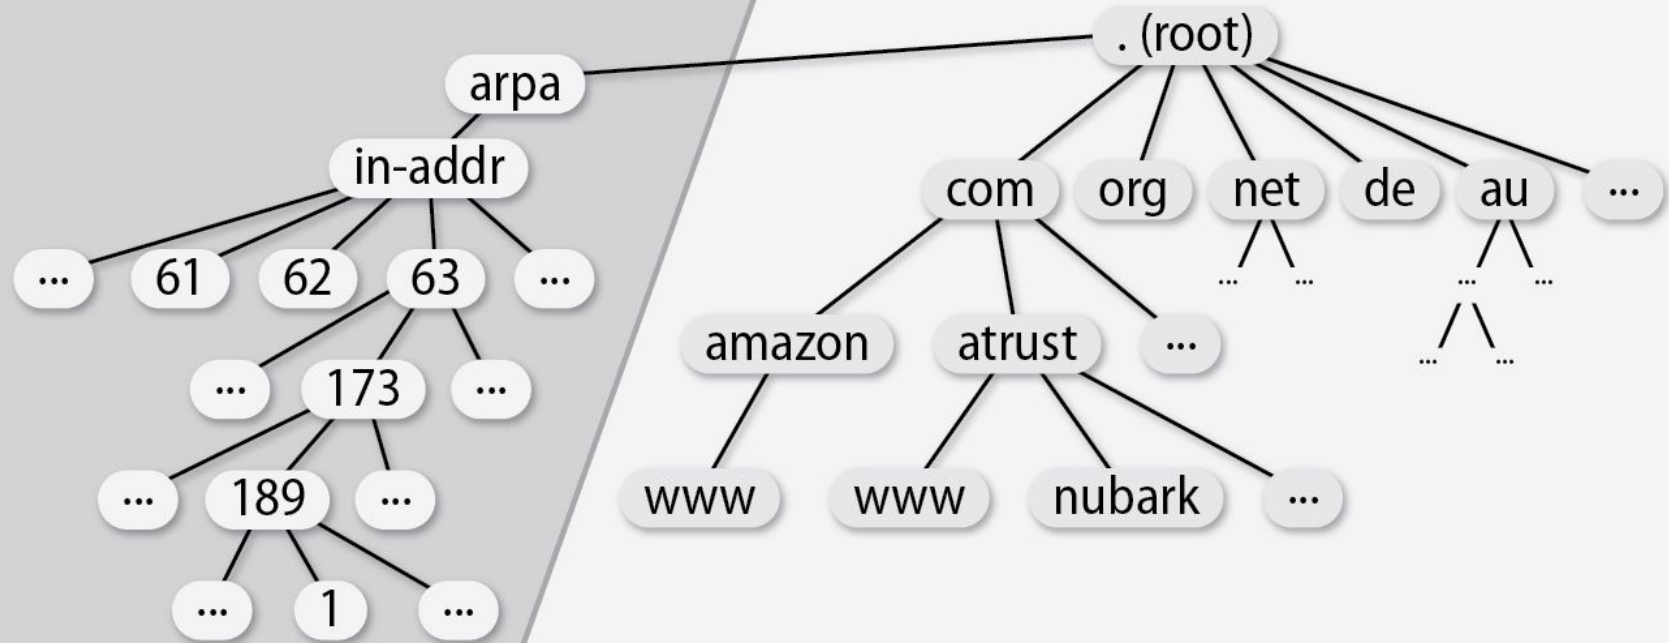 . (root)
arpa
in-addr
com org net de au ...
... 61 62 63 ...
... ... ... ...
amazon atrust ...
... ...
... 173 ...
... 189 ...
www www nubark ...
... 1 ...